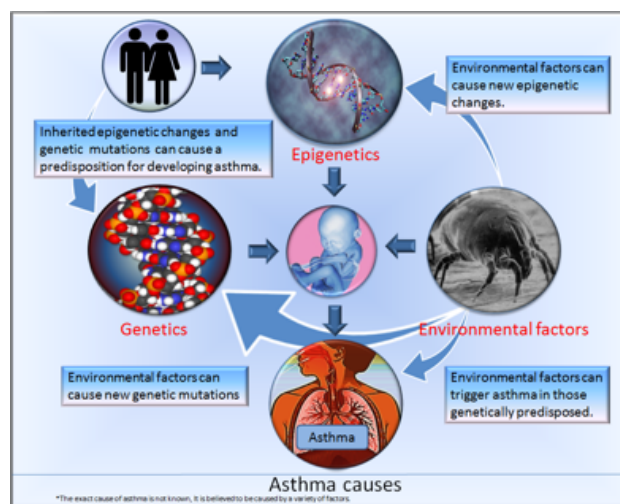 Environmental factors can
cause new epigenetic
changes.
Inherited epigenetic changes and
genetic mutations can cause a
predisposition for developing asthma.
Epigenetics
Genetics
Environmental factors
Environmental factors can
cause new genetic mutations
Environmental factors can
trigger asthma in those
genetically predisposed.
Asthma
Asthma causes
*The exact cause of asthma is not known, It is believed to be caused by a variety of factors.